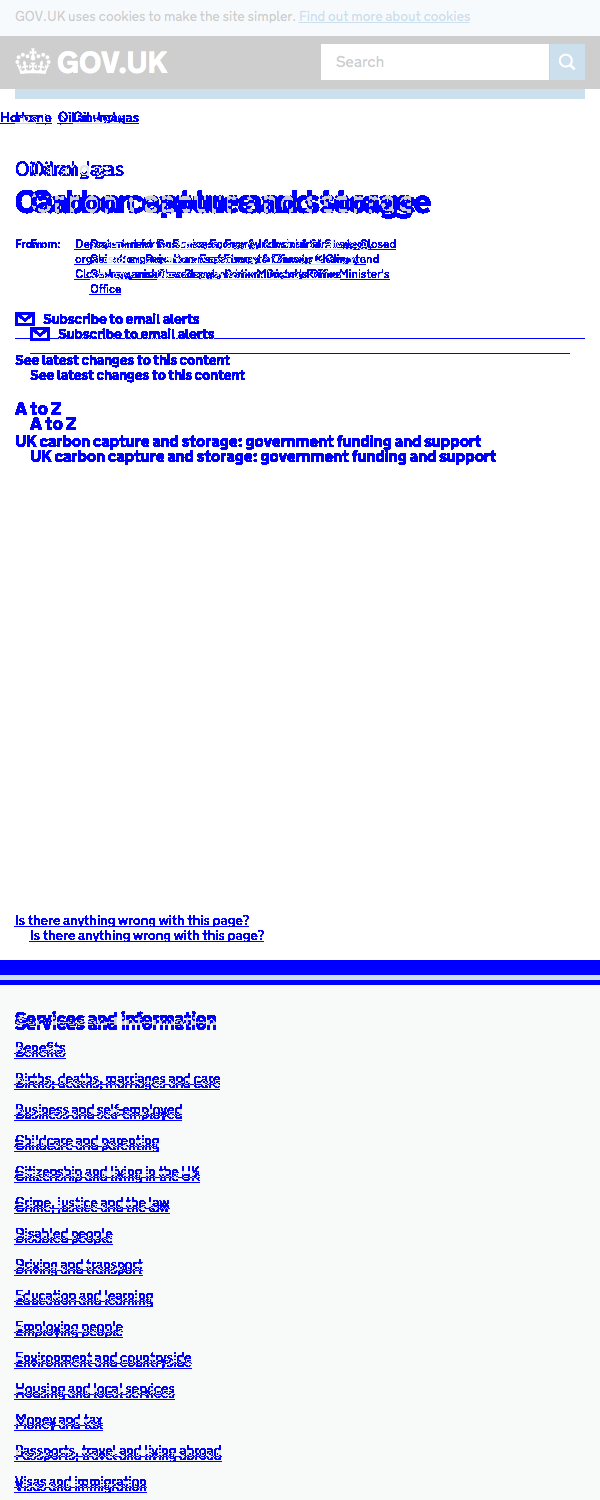 GOV.UK uses cookies to make the site simpler. Find out more about cookies
GOV.UK
Search
Home
Oil and gas
Carbon capture and storage
From:
Office
Subscribe to email alerts
Subscribe to email alerts
See latest changes to this content
See latest changes to this content
A to Z
A to Z
UK carbon capture and storage: government funding and support
UK carbon capture and storage: government funding and support
Is there anything wrong with this page?
Is there anything wrong with this page?
Services and information
Benefits
Births, deaths, marriages and care
Business and self-employed
Childcare and parenting
Citizenship and living in the UK
Crime, justice and the law
Disabled people
Driving and transport
Education and learning
Employing people
Environment and countryside
Housing and local services
Money and tax
Passports, travel and living abroad
Visas and immigration